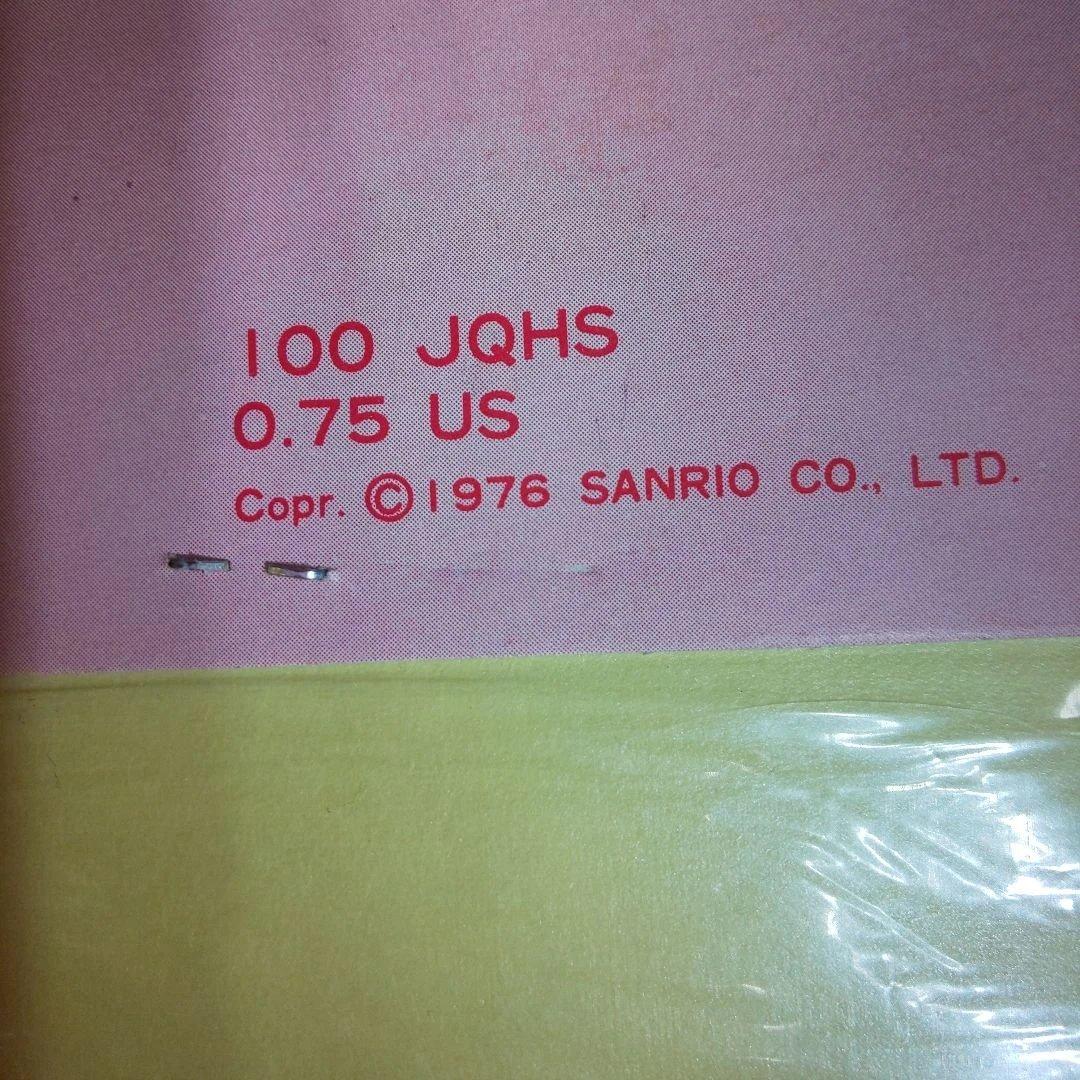 100 JQHS
0.75 US
Copr. ©1976 SANRIO CO., LTD.